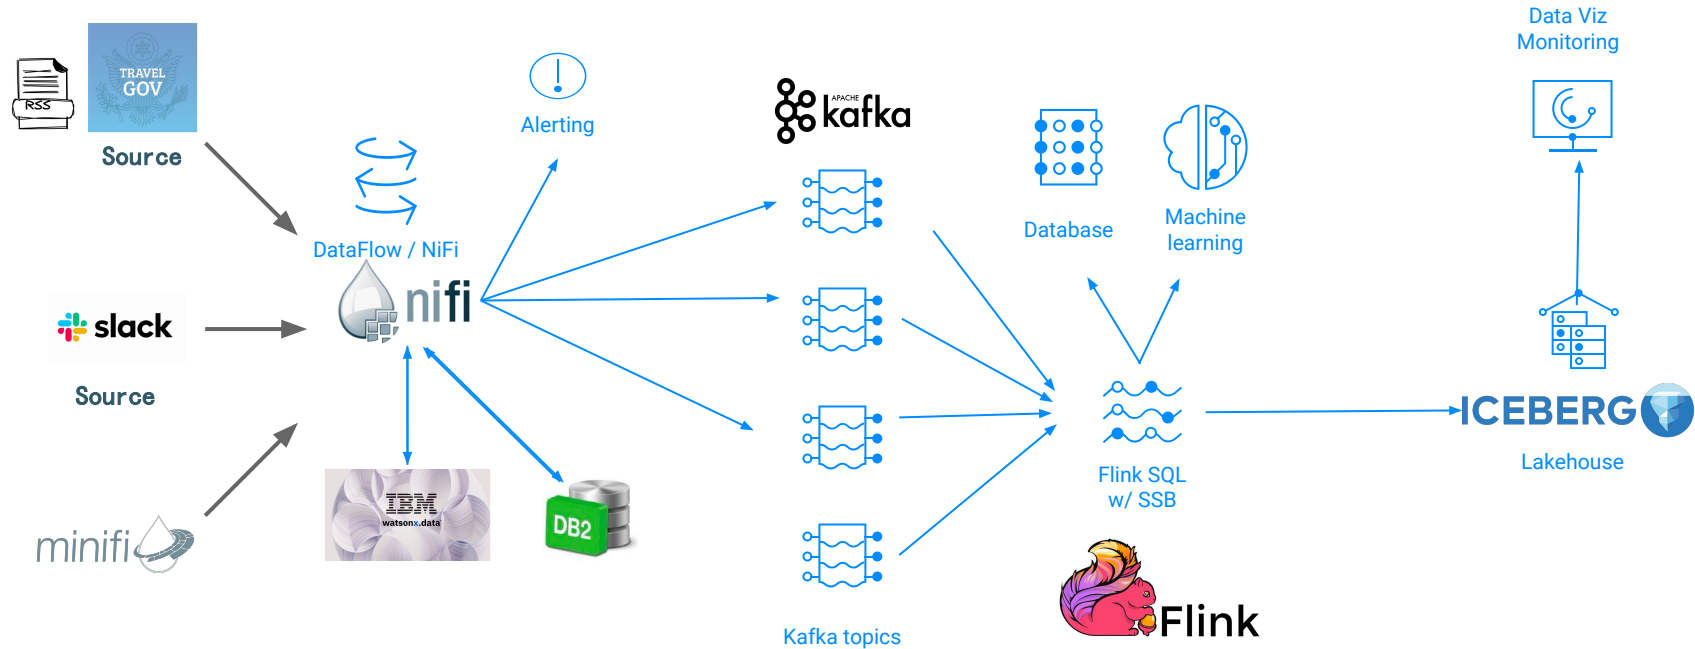 RSS
TRAVEL
GOV
Source
slack
Source
minifi
DataFlow / NiFi
nifi
Alerting
IBM
watsonx.data
DB2
APACHE
kafka
Kafka topics
Database
Machine
learning
Flink SQL
w/ SSB
Flink
Data Viz
Monitoring
ICEBERG
Lakehouse